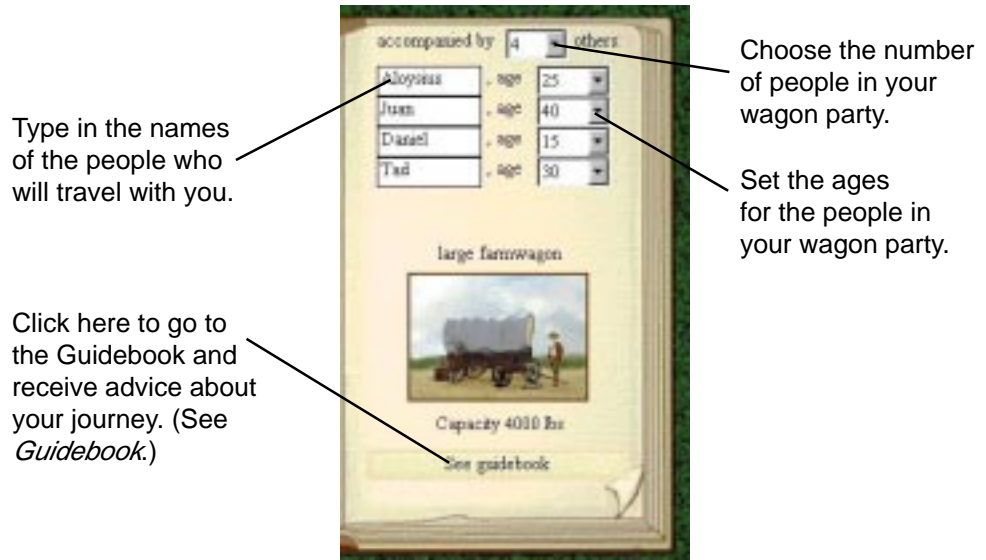 accompanied by 4 others:
Aloysius , age 25
Juan , age 40
Daniel , age 15
Tad , age 30
large farmwagon
Capacity 4000 lbs
See guidebook
Type in the names
of the people who
will travel with you.
Click here to go to
the Guidebook and
receive advice about
your journey. (See
Guidebook.)
Choose the number
of people in your
wagon party.
Set the ages
for the people in
your wagon party.